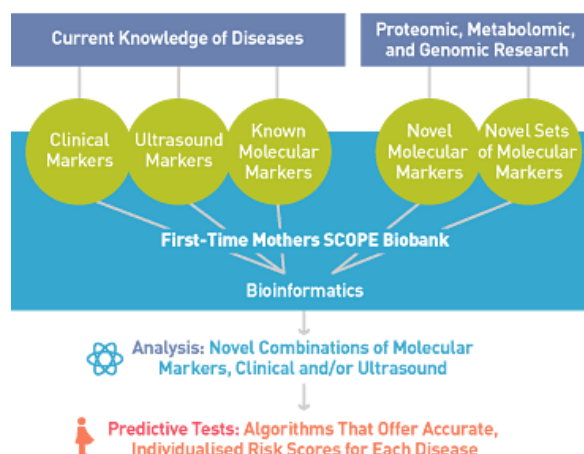 Current Knowledge of Diseases
Proteomic, Metabolomic,
and Genomic Research
Clinical
Markers
Ultrasound
Markers
Known
Molecular
Markers
Novel
Molecular
Markers
Novel Sets
of Molecular
Markers
First-Time Mothers SCOPE Biobank
Bioinformatics
Analysis: Novel Combinations of Molecular
Markers, Clinical and/or Ultrasound
Predictive Tests: Algorithms That Offer Accurate,
Individualised Risk Scores for Each Disease